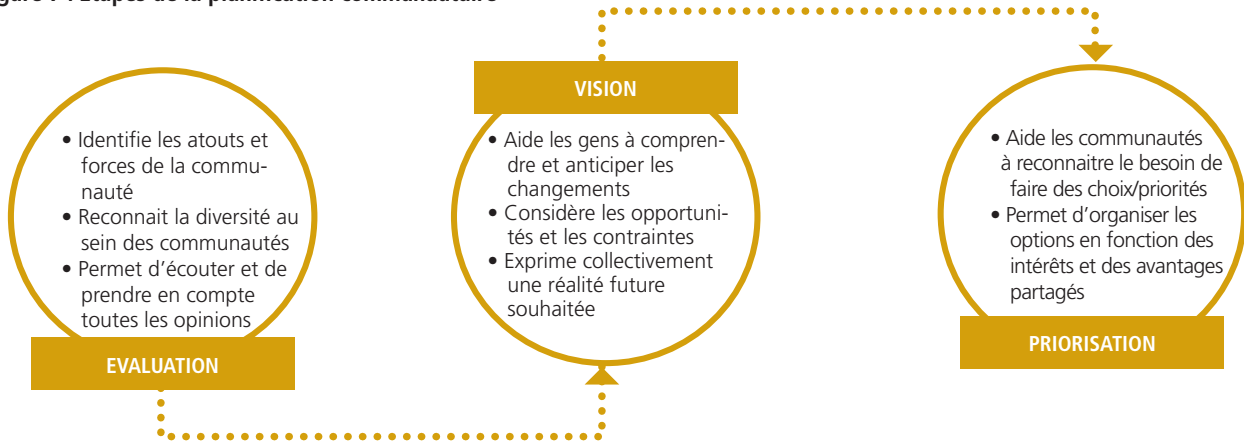 Etapes de la planification communautaire
• Identifie les atouts et
forces de la commu-
nauté
• Reconnait la diversité au
sein des communautés
• Permet d'écouter et de
prendre en compte
toutes les opinions
EVALUATION
VISION
• Aide les gens à compren-
dre et anticiper les
changements
• Considère les opportuni-
tés et les contraintes
• Exprime collectivement
une réalité future
souhaitée
• Aide les communautés
à reconnaitre le besoin de
faire des choix/priorités
• Permet d'organiser les
options en fonction des
intérêts et des avantages
partagés
PRIORISATION